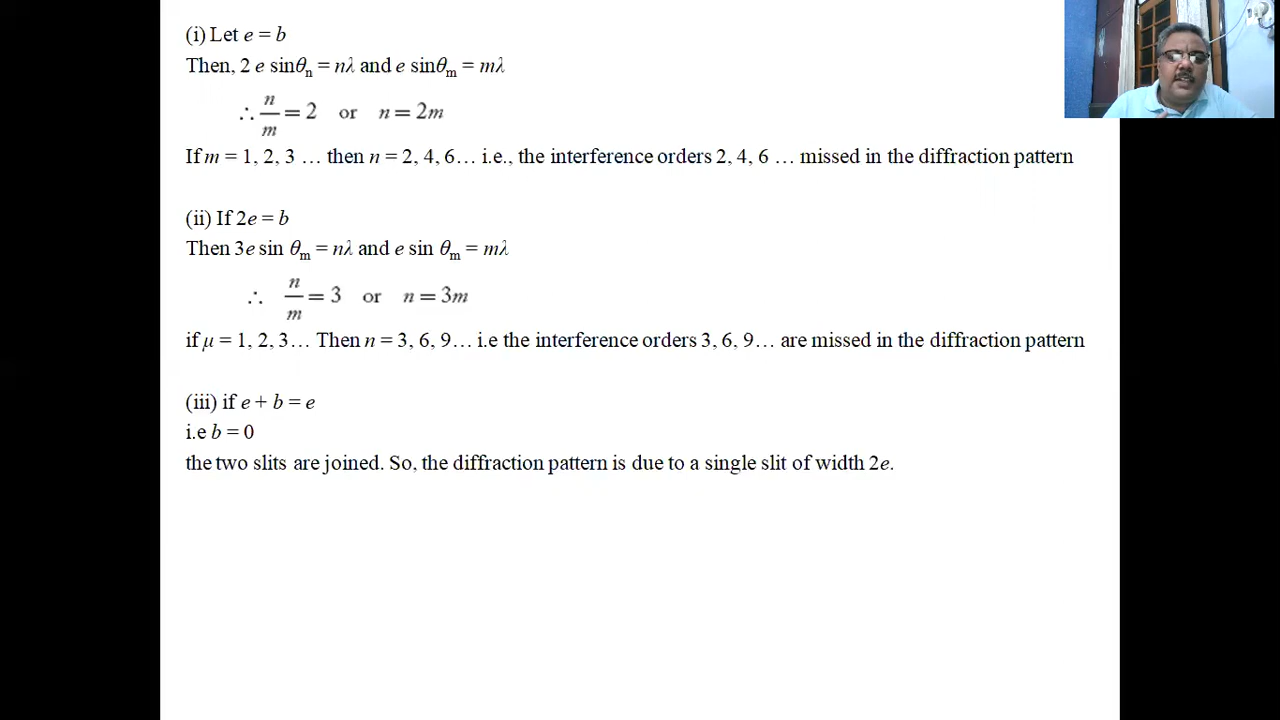 (i) Let e = b
Then, 2 e sinθn = nλ and e sinθm = mλ
∴ n/m = 2 or n = 2m
If m = 1, 2, 3 … then n = 2, 4, 6… i.e., the interference orders 2, 4, 6 … missed in the diffraction pattern
(ii) If 2e = b
Then 3e sin θm = nλ and e sin θm = mλ
∴ n/m = 3 or n = 3m
if μ = 1, 2, 3… Then n = 3, 6, 9… i.e the interference orders 3, 6, 9… are missed in the diffraction pattern
(iii) if e + b = e
i.e b = 0
the two slits are joined. So, the diffraction pattern is due to a single slit of width 2e.